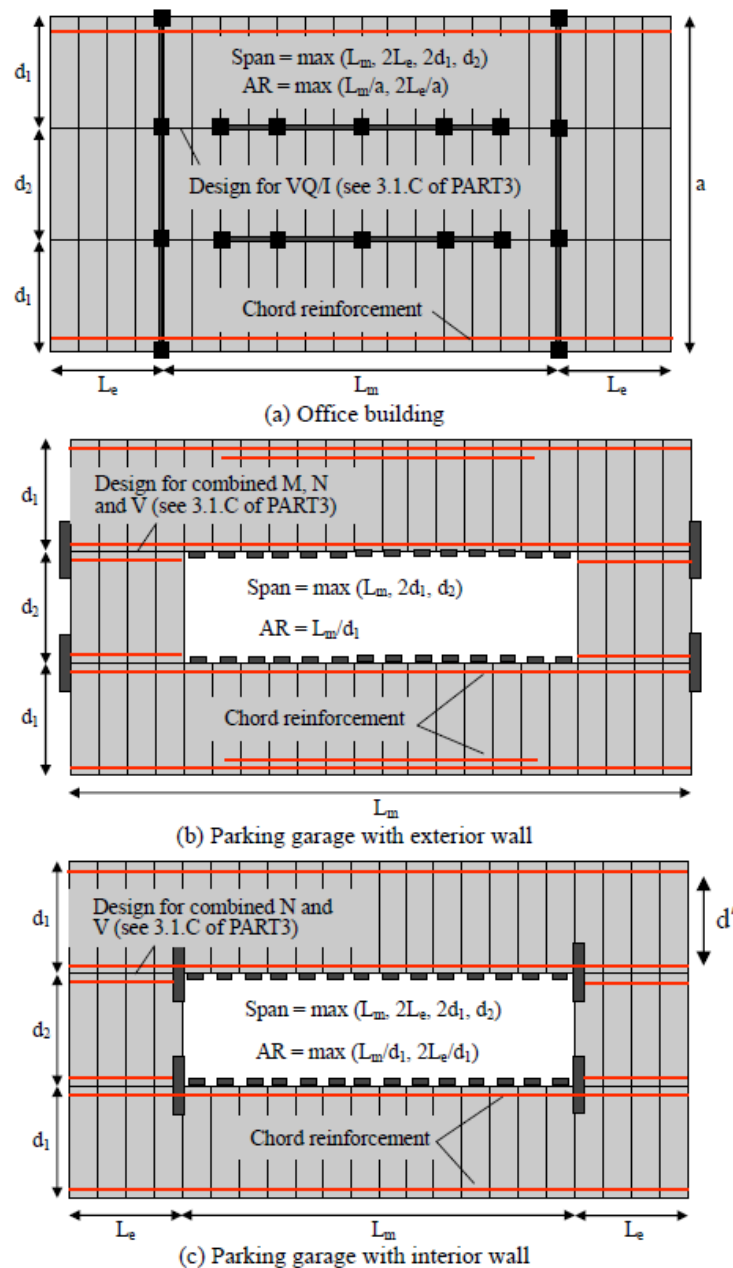 d₁
Span = max (Lₘ, 2Lₑ, 2d₁, d₂)
AR = max (Lₘ/a, 2Lₑ/a)
d₂
Design for VQ/I (see 3.1.C of PART3)
a
d₁
Chord reinforcement
Lₑ
Lₘ
Lₑ
(a) Office building
d₁
Design for combined M, N
and V (see 3.1.C of PART3)
d₂
Span = max (Lₘ, 2d₁, d₂)
AR = Lₘ/d₁
d₁
Chord reinforcement
Lₘ
(b) Parking garage with exterior wall
d₁
Design for combined N and
V (see 3.1.C of PART3)
d'
d₂
Span = max (Lₘ, 2Lₑ, 2d₁, d₂)
AR = max (Lₘ/d₁, 2Lₑ/d₁)
d₁
Chord reinforcement
Lₑ
Lₘ
Lₑ
(c) Parking garage with interior wall